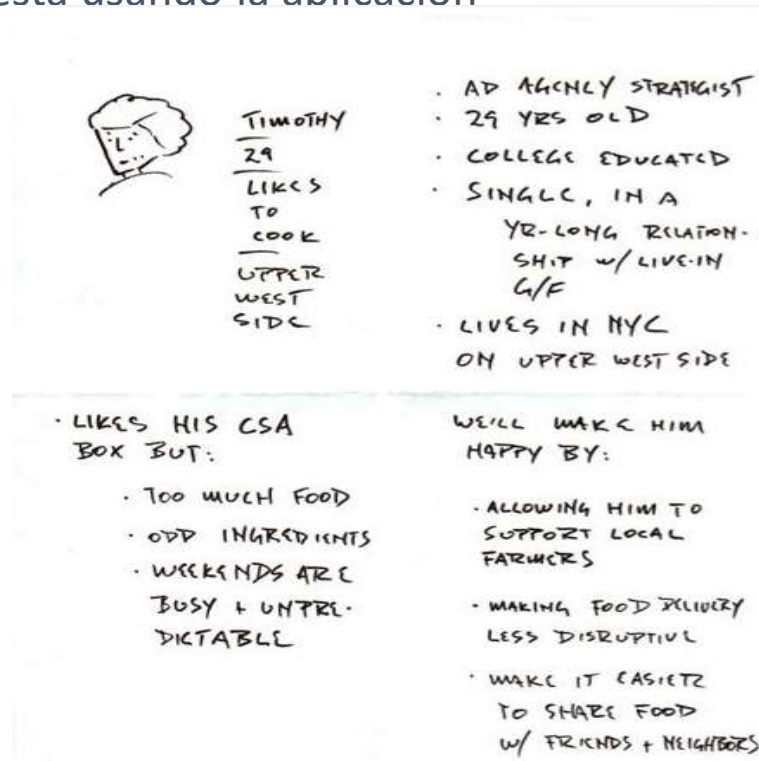 está usando la aplicación
TIMOTHY
29
LIKES
TO
COOK
UPPER
WEST
SIDE
· AD AGENCY STRATEGIST
· 29 YRS OLD
· COLLEGE EDUCATED
· SINGLE, IN A
YR-LONG RELATION-
SHIP W/ LIVE-IN
G/F
· LIVES IN NYC
ON UPPER WEST SIDE
· LIKES HIS CSA
BOX BUT:
· TOO MUCH FOOD
· ODD INGREDIENTS
· WEEKENDS ARE
BUSY + UNPRE-
DICTABLE
WE'LL MAKE HIM
HAPPY BY:
· ALLOWING HIM TO
SUPPORT LOCAL
FARMERS
· MAKING FOOD DELIVERY
LESS DISRUPTIVE
· MAKE IT EASIER
TO SHARE FOOD
W/ FRIENDS + NEIGHBORS